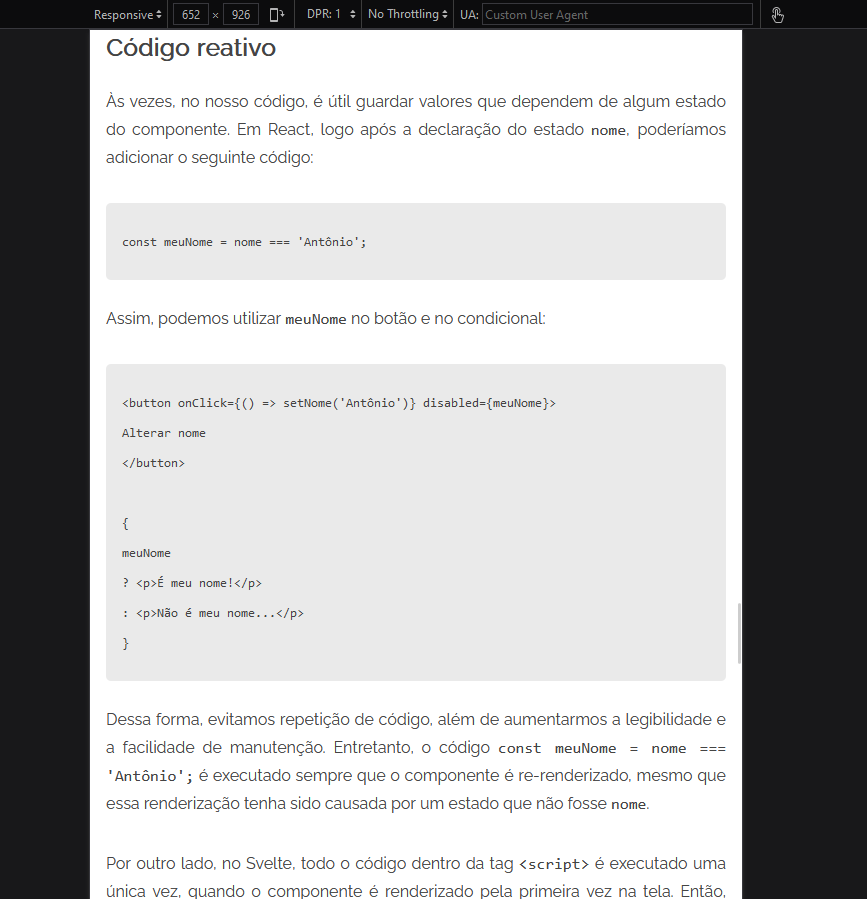 Responsive 652 × 926 DPR: 1 No Throttling UA: Custom User Agent
Código reativo
Às vezes, no nosso código, é útil guardar valores que dependem de algum estado
do componente. Em React, logo após a declaração do estado nome, poderíamos
adicionar o seguinte código:
const meuNome = nome === 'Antônio';
Assim, podemos utilizar meuNome no botão e no condicional:
<button onClick={() => setNome('Antônio')} disabled={meuNome}>
Alterar nome
</button>
{
meuNome
? <p>É meu nome!</p>
: <p>Não é meu nome...</p>
}
Dessa forma, evitamos repetição de código, além de aumentarmos a legibilidade e
a facilidade de manutenção. Entretanto, o código const meuNome = nome ===
'Antônio'; é executado sempre que o componente é re-renderizado, mesmo que
essa renderização tenha sido causada por um estado que não fosse nome.
Por outro lado, no Svelte, todo o código dentro da tag <script> é executado uma
única vez, quando o componente é renderizado pela primeira vez na tela. Então,